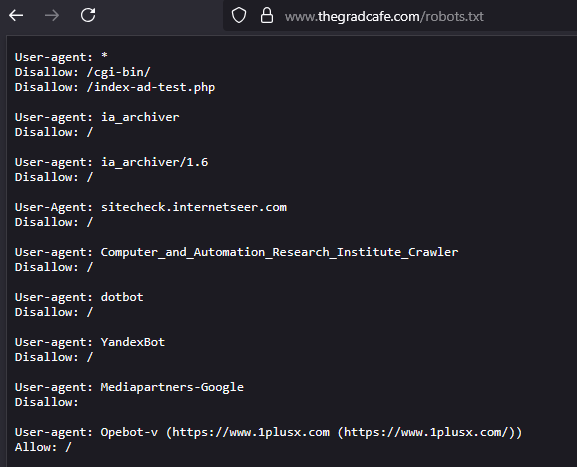 www.thegradcafe.com/robots.txt
User-agent: *
Disallow: /cgi-bin/
Disallow: /index-ad-test.php
User-agent: ia_archiver
Disallow: /
User-agent: ia_archiver/1.6
Disallow: /
User-Agent: sitecheck.internetseer.com
Disallow: /
User-agent: Computer_and_Automation_Research_Institute_Crawler
Disallow: /
User-agent: dotbot
Disallow: /
User-agent: YandexBot
Disallow: /
User-agent: Mediapartners-Google
Disallow:
User-agent: Opebot-v (https://www.1plusx.com (https://www.1plusx.com/))
Allow: /